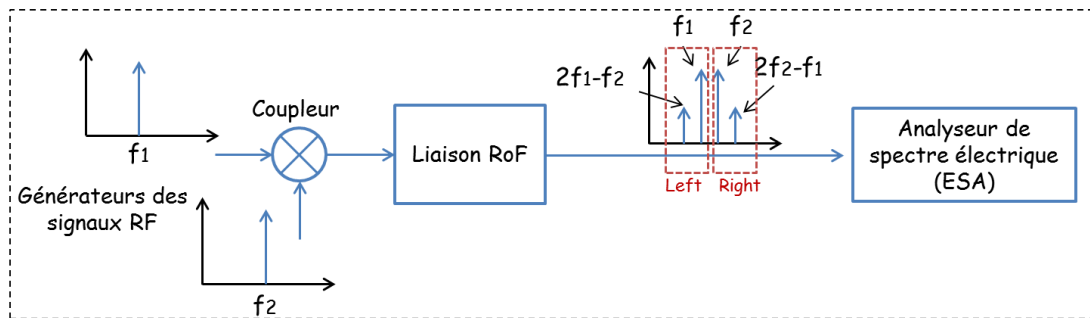 f1
Générateurs des
signaux RF
f2
Coupleur
Liaison RoF
f1
f2
2f1-f2
2f2-f1
Left
Right
Analyseur de
spectre électrique
(ESA)